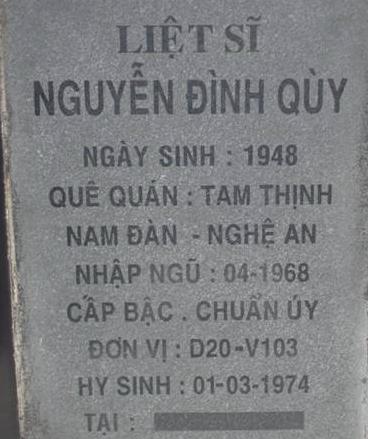 LIỆT SĨ
NGUYỄN ĐÌNH QÙY
NGÀY SINH : 1948
QUÊ QUÁN : TAM THỊNH
NAM ĐÀN - NGHỆ AN
NHẬP NGŨ : 04-1968
CẤP BẬC . CHUẨN ÚY
ĐƠN VỊ : D20-V103
HY SINH : 01-03-1974
TẠI :